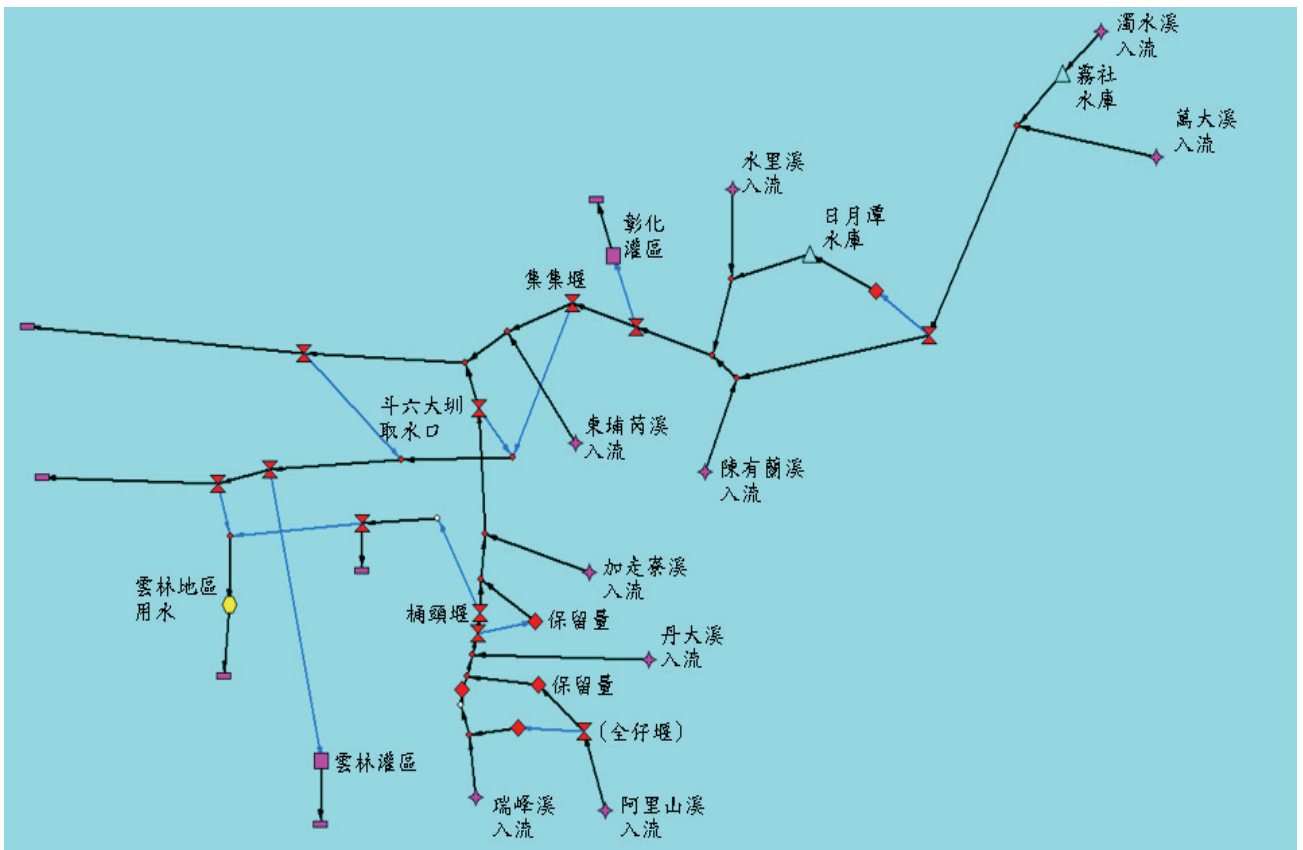 濁水溪
入流
霧社
水庫
萬大溪
入流
水里溪
入流
日月潭
水庫
彰化
灌區
集集堰
斗六大圳
取水口
東埔芮溪
入流
陳有蘭溪
入流
加走寮溪
入流
雲林地區
用水
桶頭堰
保留量
丹大溪
入流
保留量
(全仔堰)
雲林灌區
瑞峰溪
入流
阿里山溪
入流